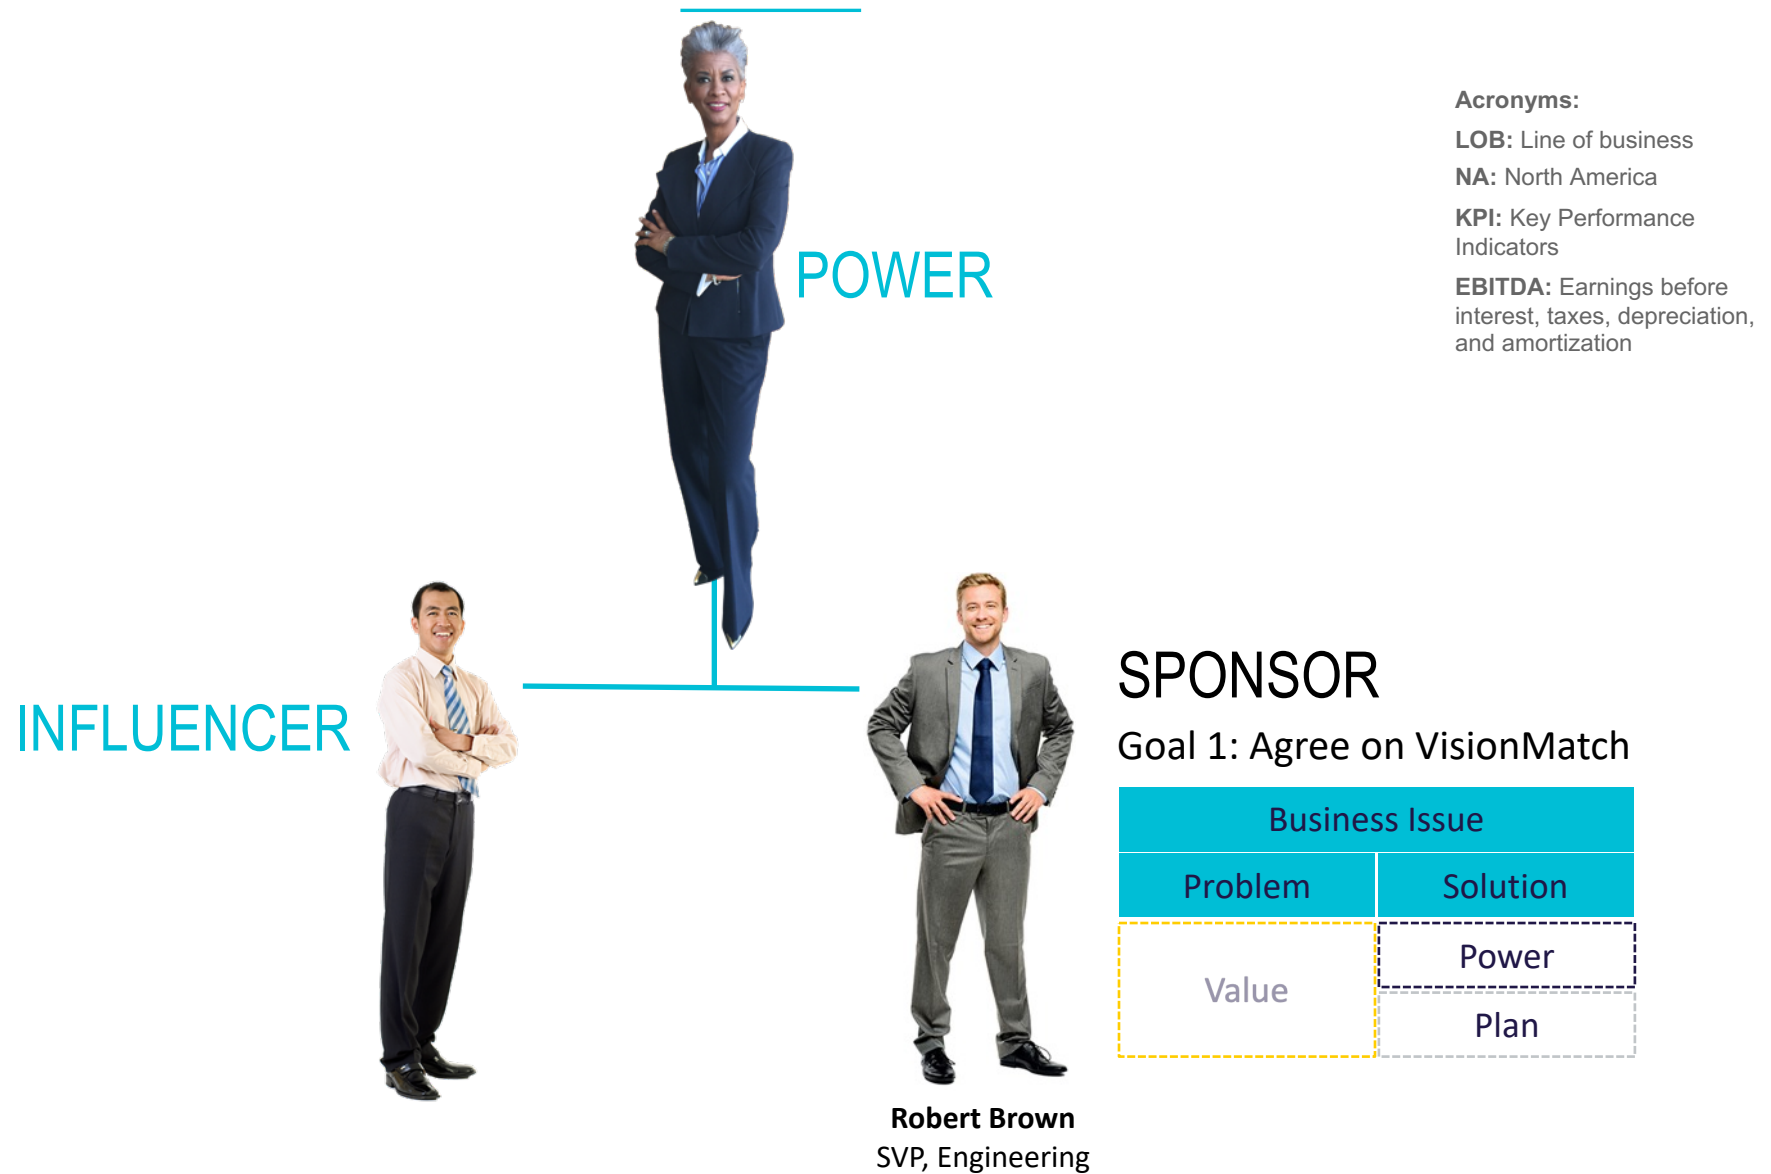 Acronyms:
LOB: Line of business
NA: North America
KPI: Key Performance
Indicators
EBITDA: Earnings before
interest, taxes, depreciation,
and amortization
POWER
INFLUENCER
SPONSOR
Goal 1: Agree on VisionMatch
Business Issue
Problem
Solution
Value
Power
Plan
Robert Brown
SVP, Engineering